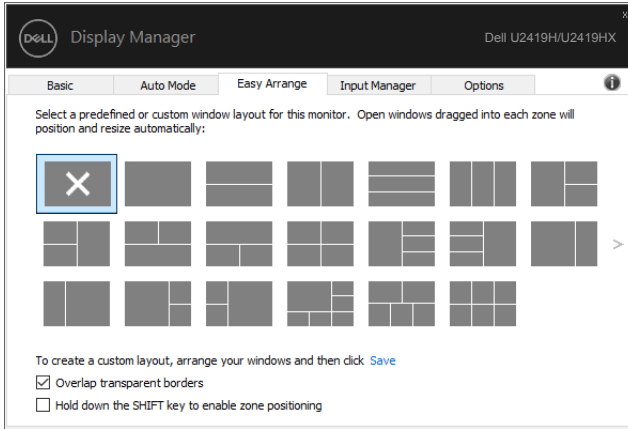 x
DELL Display Manager Dell U2419H/U2419HX
Basic Auto Mode Easy Arrange Input Manager Options i
Select a predefined or custom window layout for this monitor. Open windows dragged into each zone will
position and resize automatically:
>
To create a custom layout, arrange your windows and then click Save
Overlap transparent borders
Hold down the SHIFT key to enable zone positioning